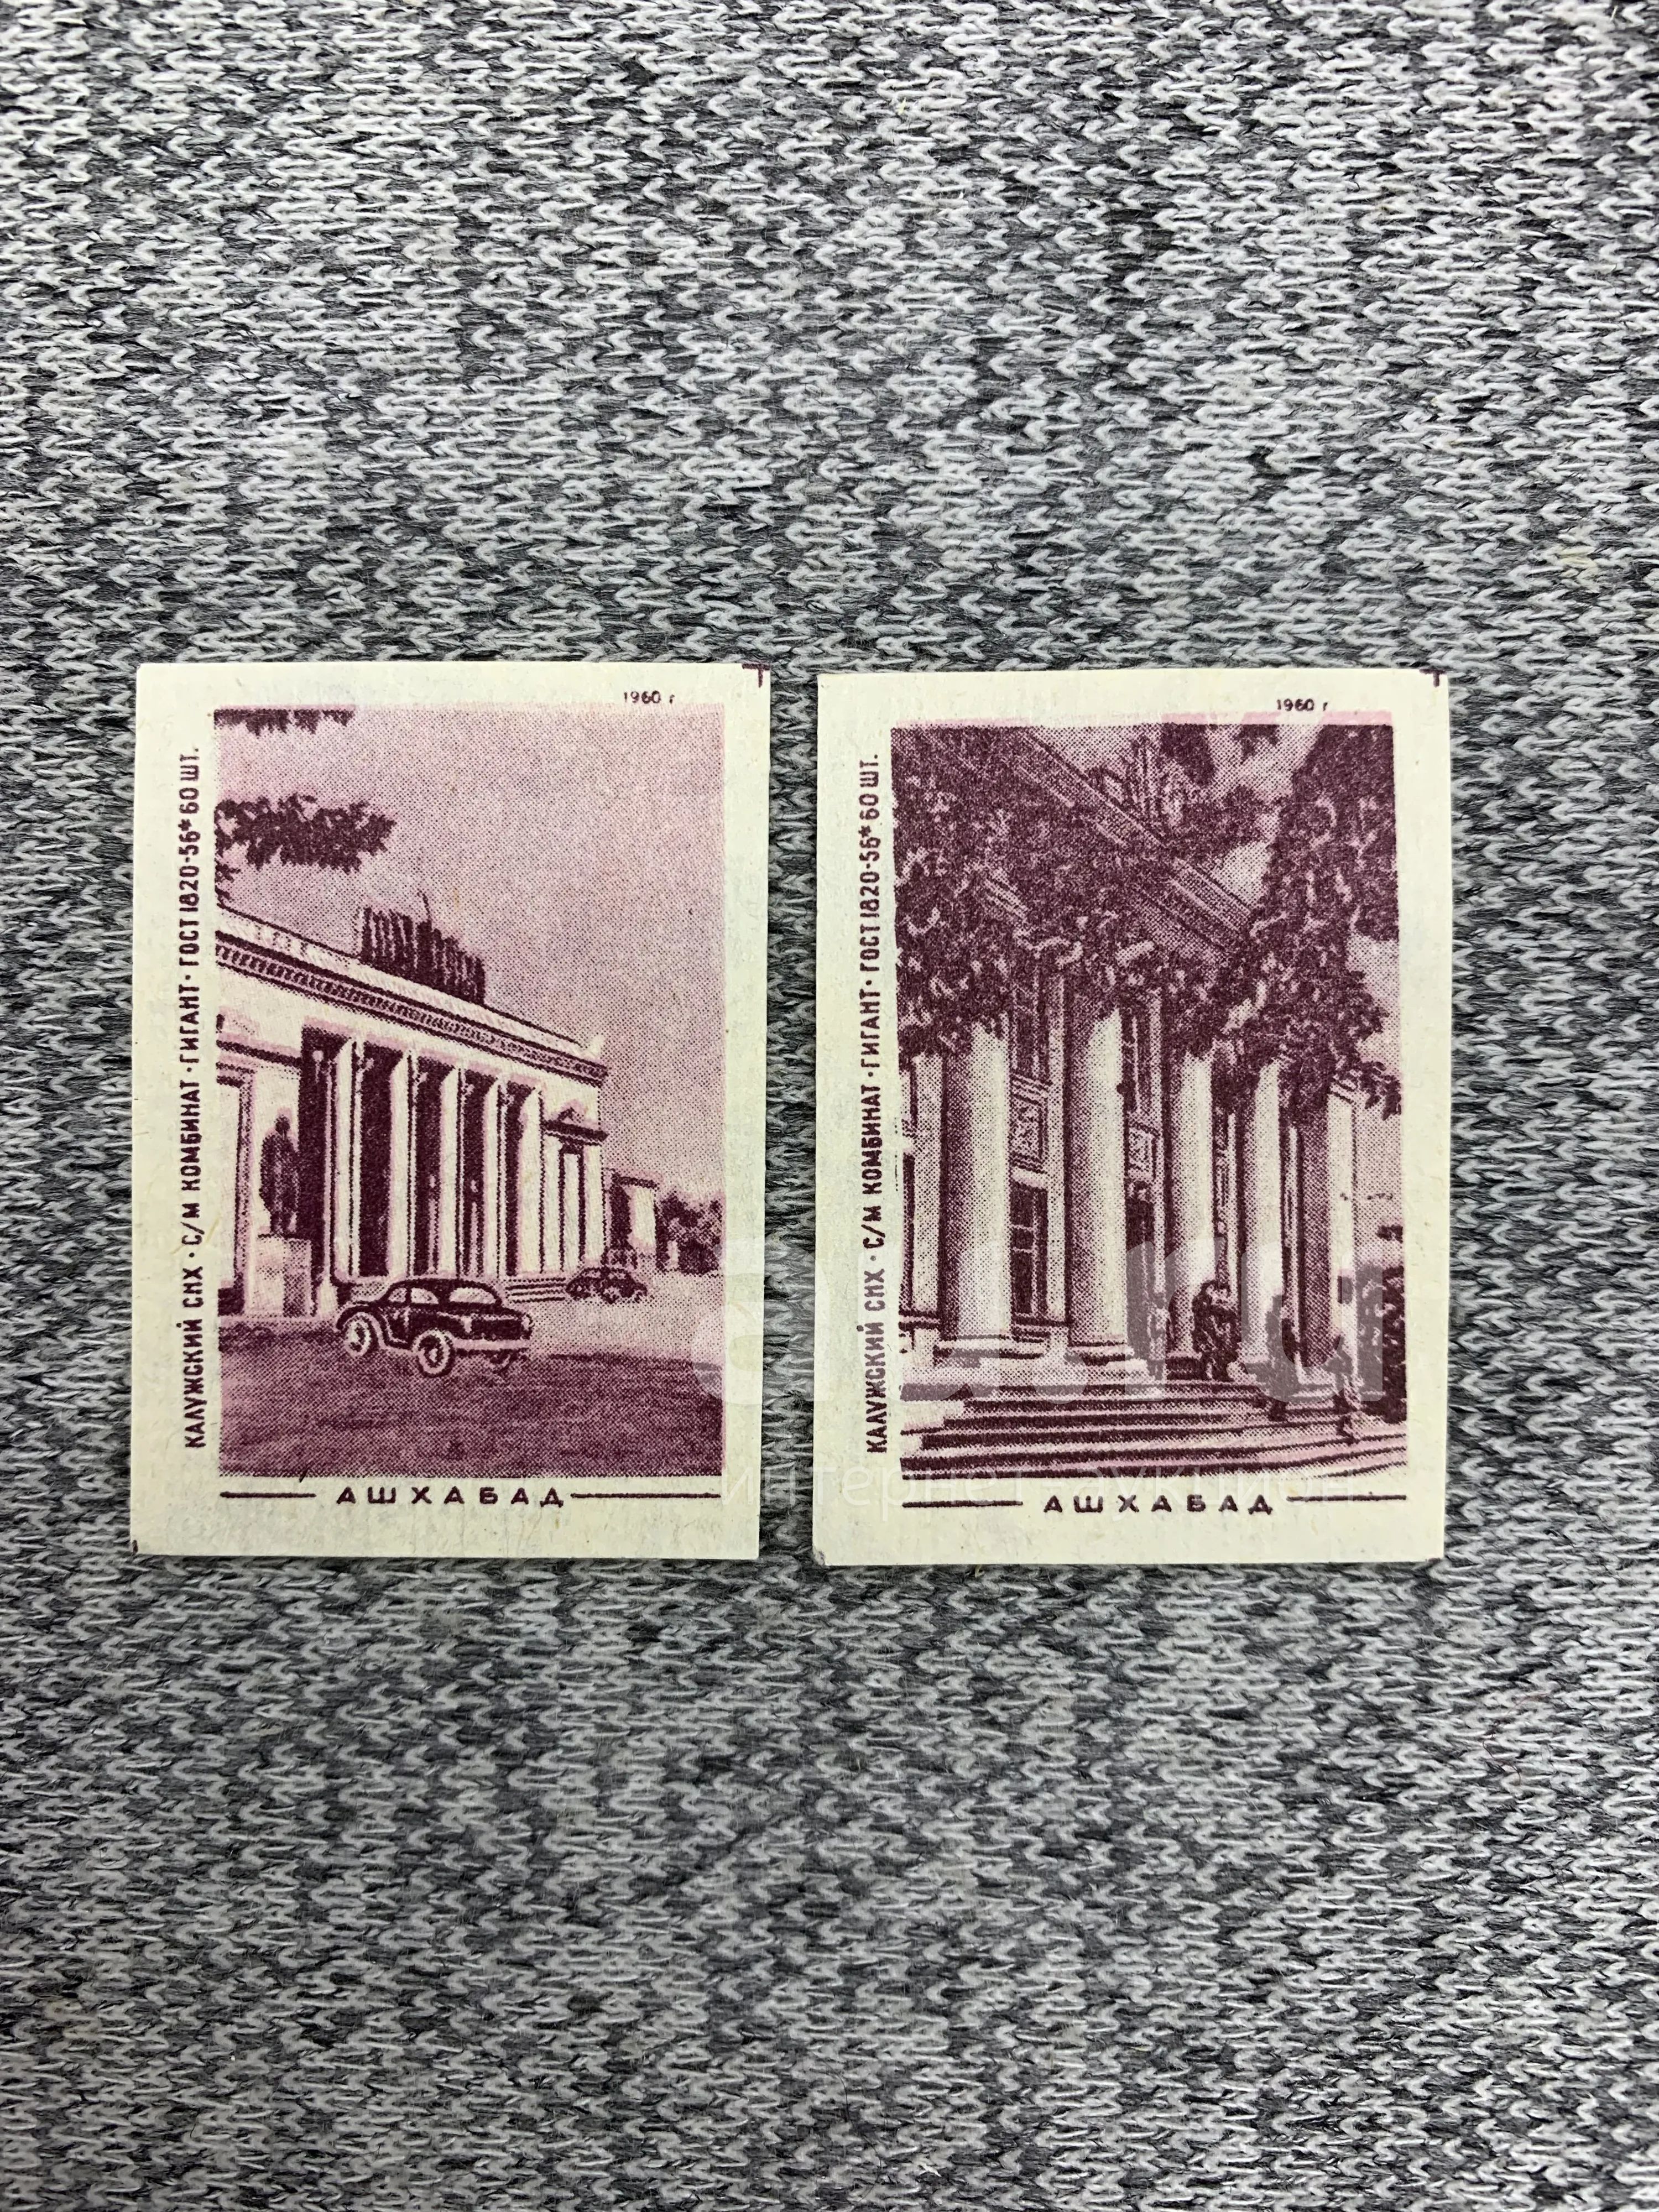 1960 г
КАЛУЖСКИЙ СНХ · С/М КОМБИНАТ · ГИГАНТ · ГОСТ 1820-56* 60 ШТ.
АШХАБАД
1960 г
КАЛУЖСКИЙ СНХ · С/М КОМБИНАТ · ГИГАНТ · ГОСТ 1820-56* 60 ШТ.
АШХАБАД